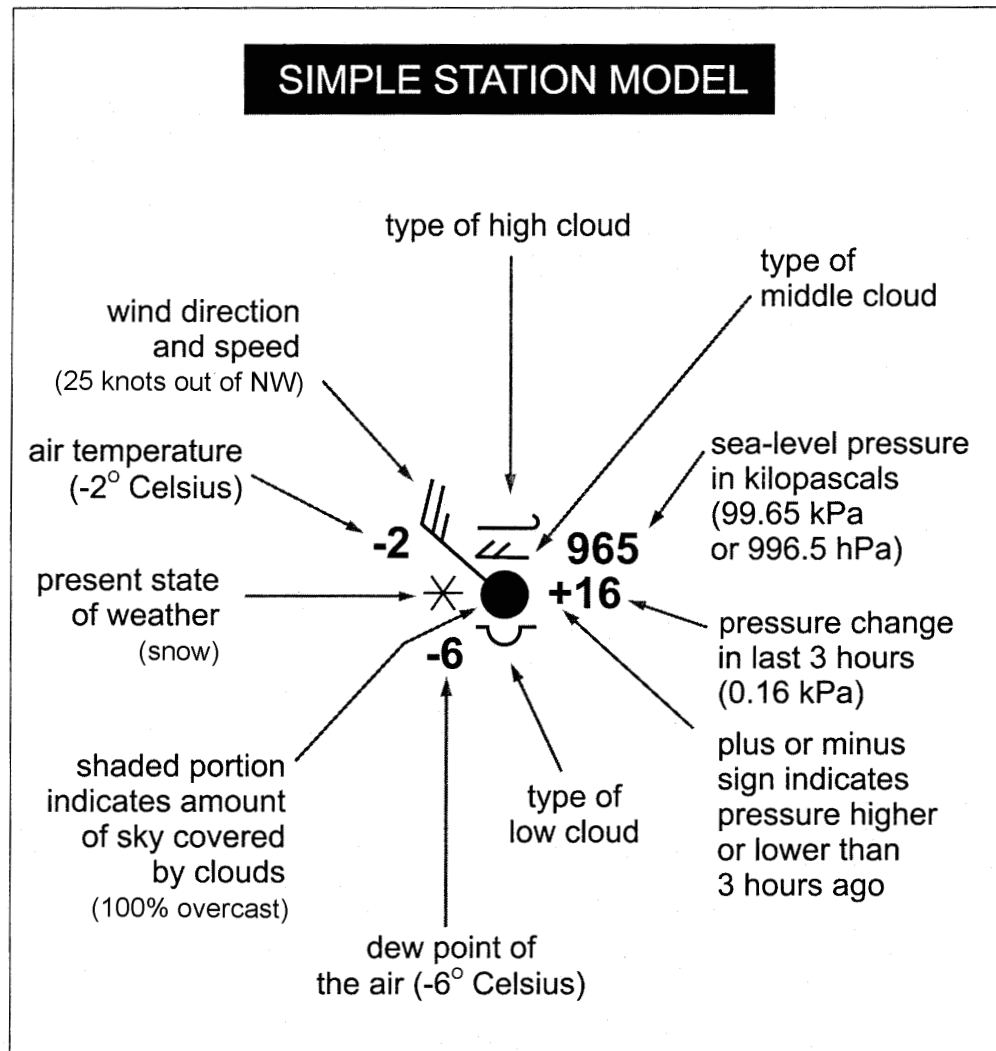 SIMPLE STATION MODEL
type of high cloud
type of
middle cloud
wind direction
and speed
(25 knots out of NW)
air temperature
(-2° Celsius)
sea-level pressure
in kilopascals
(99.65 kPa
or 996.5 hPa)
-2
965
present state
of weather
(snow)
+16
-6
pressure change
in last 3 hours
(0.16 kPa)
shaded portion
indicates amount
of sky covered
by clouds
(100% overcast)
type of
low cloud
plus or minus
sign indicates
pressure higher
or lower than
3 hours ago
dew point of
the air (-6° Celsius)